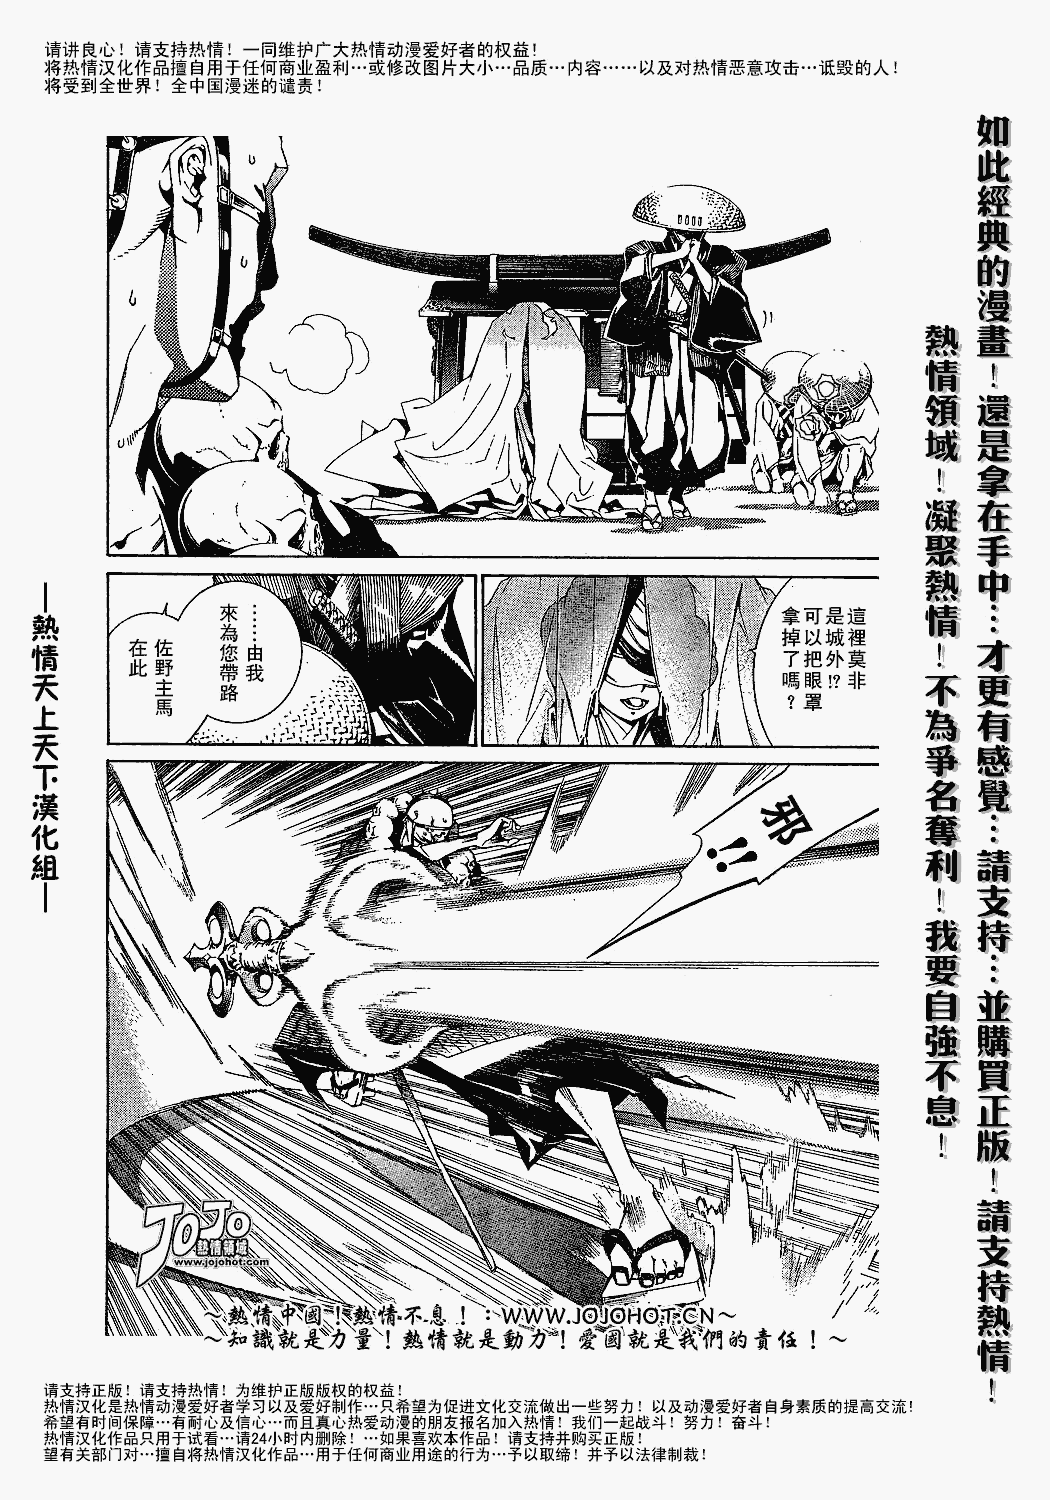 请讲良心！请支持热情！一同维护广大热情动漫爱好者的权益！
将热情汉化作品擅自用于任何商业盈利…或修改图片大小…品质…内容……以及对热情恶意攻击…诋毁的人！
将受到全世界！全中国漫迷的谴责！
如此經典的漫畫！還是拿在手中…才更有感覺…請支持…並購買正版！請支持熱情！
熱情領域！凝聚熱情！不為爭名奪利！我要自強不息！
—熱情天上天下漢化組—
這裡莫非
是城外!?
可以把眼罩
拿掉了嗎？
……由我
來為您帶路
佐野主馬
在此
邪
!!!
JoJo
熱情領域
www.jojohot.com
～熱情中國！熱情不息！：WWW.JOJOHOT.CN～
～知識就是力量！熱情就是動力！愛國就是我們的責任！～
请支持正版！请支持热情！为维护正版版权的权益！
热情汉化是热情动漫爱好者学习以及爱好制作…只希望为促进文化交流做出一些努力！以及动漫爱好者自身素质的提高交流！
希望有时间保障…有耐心及信心…而且真心热爱动漫的朋友报名加入热情！我们一起战斗！努力！奋斗！
热情汉化作品只用于试看…请24小时内删除！…如果喜欢本作品！请支持并购买正版！
望有关部门对…擅自将热情汉化作品…用于任何商业用途的行为…予以取缔！并予以法律制裁！